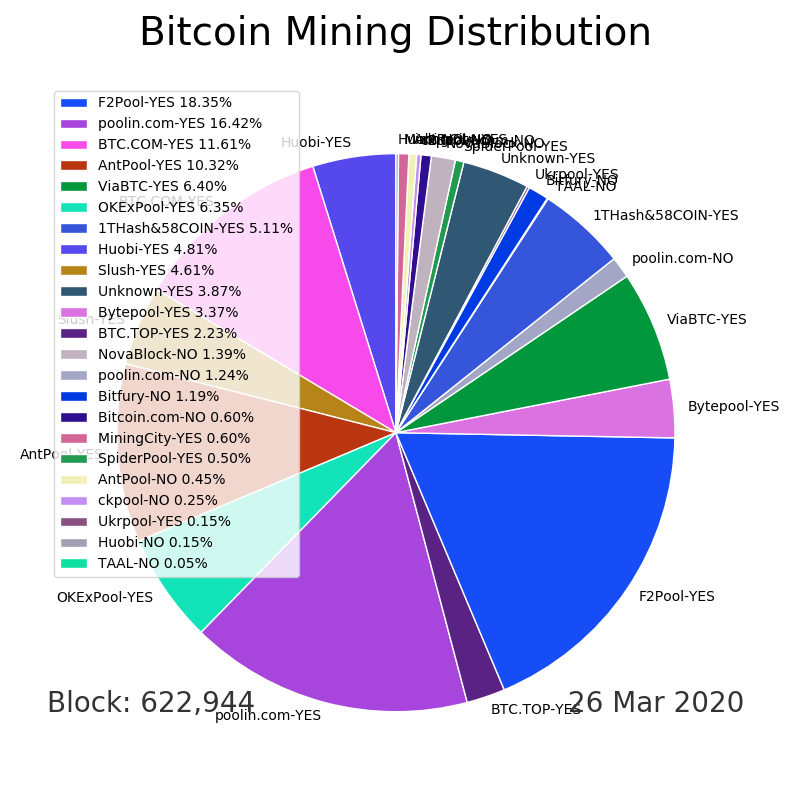 Bitcoin Mining Distribution
F2Pool-YES 18.35%
poolin.com-YES 16.42%
BTC.COM-YES 11.61%
AntPool-YES 10.32%
ViaBTC-YES 6.40%
OKExPool-YES 6.35%
1THash&58COIN-YES 5.11%
Huobi-YES 4.81%
Slush-YES 4.61%
Unknown-YES 3.87%
Bytepool-YES 3.37%
BTC.TOP-YES 2.23%
NovaBlock-NO 1.39%
poolin.com-NO 1.24%
Bitfury-NO 1.19%
Bitcoin.com-NO 0.60%
MiningCity-YES 0.60%
SpiderPool-YES 0.50%
AntPool-NO 0.45%
ckpool-NO 0.25%
Ukrpool-YES 0.15%
Huobi-NO 0.15%
TAAL-NO 0.05%
Huobi-YES
BTC.COM-YES
Slush-YES
AntPool-YES
OKExPool-YES
poolin.com-YES
BTC.TOP-YES
F2Pool-YES
Bytepool-YES
ViaBTC-YES
poolin.com-NO
1THash&58COIN-YES
TAAL-NO
Bitfury-NO
Ukrpool-YES
Unknown-YES
SpiderPool-YES
Block: 622,944
26 Mar 2020